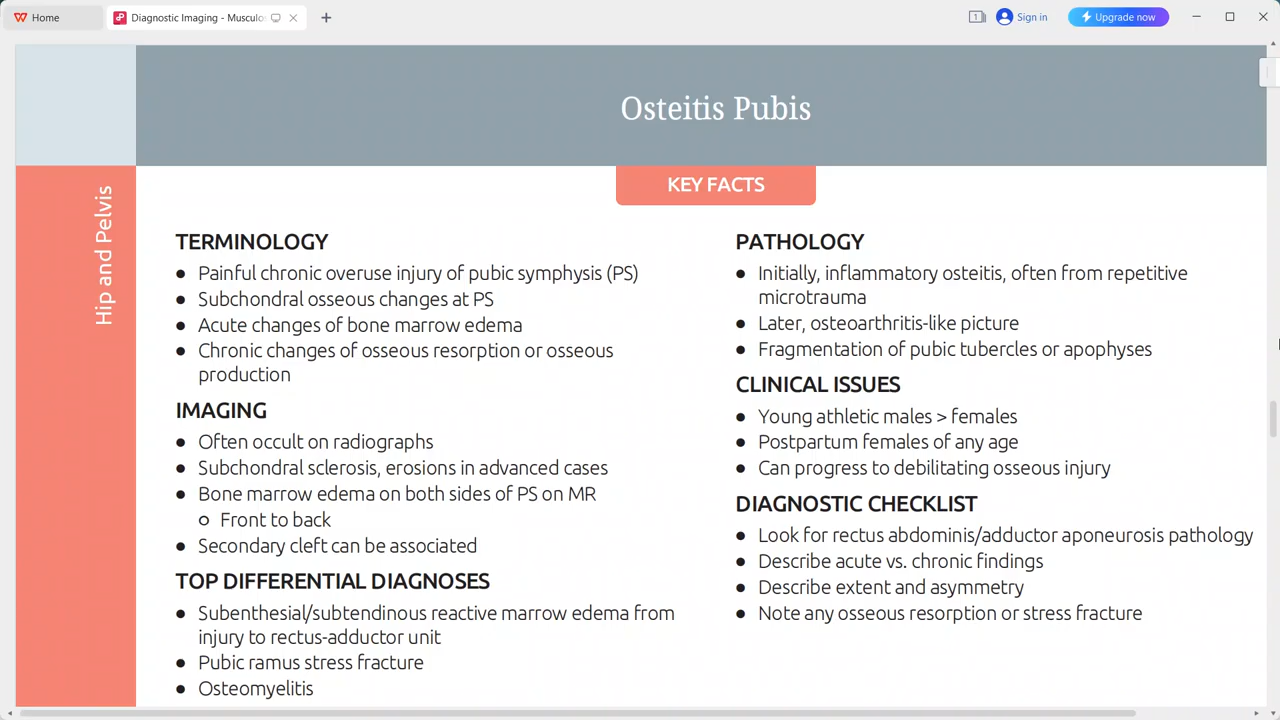 Home
Diagnostic Imaging - Musculos
1
Sign in
Upgrade now
Osteitis Pubis
KEY FACTS
Hip and Pelvis
TERMINOLOGY
● Painful chronic overuse injury of pubic symphysis (PS)
● Subchondral osseous changes at PS
● Acute changes of bone marrow edema
● Chronic changes of osseous resorption or osseous
production
IMAGING
● Often occult on radiographs
● Subchondral sclerosis, erosions in advanced cases
● Bone marrow edema on both sides of PS on MR
○ Front to back
● Secondary cleft can be associated
TOP DIFFERENTIAL DIAGNOSES
● Subenthesial/subtendinous reactive marrow edema from
injury to rectus-adductor unit
● Pubic ramus stress fracture
● Osteomyelitis
PATHOLOGY
● Initially, inflammatory osteitis, often from repetitive
microtrauma
● Later, osteoarthritis-like picture
● Fragmentation of pubic tubercles or apophyses
CLINICAL ISSUES
● Young athletic males > females
● Postpartum females of any age
● Can progress to debilitating osseous injury
DIAGNOSTIC CHECKLIST
● Look for rectus abdominis/adductor aponeurosis pathology
● Describe acute vs. chronic findings
● Describe extent and asymmetry
● Note any osseous resorption or stress fracture